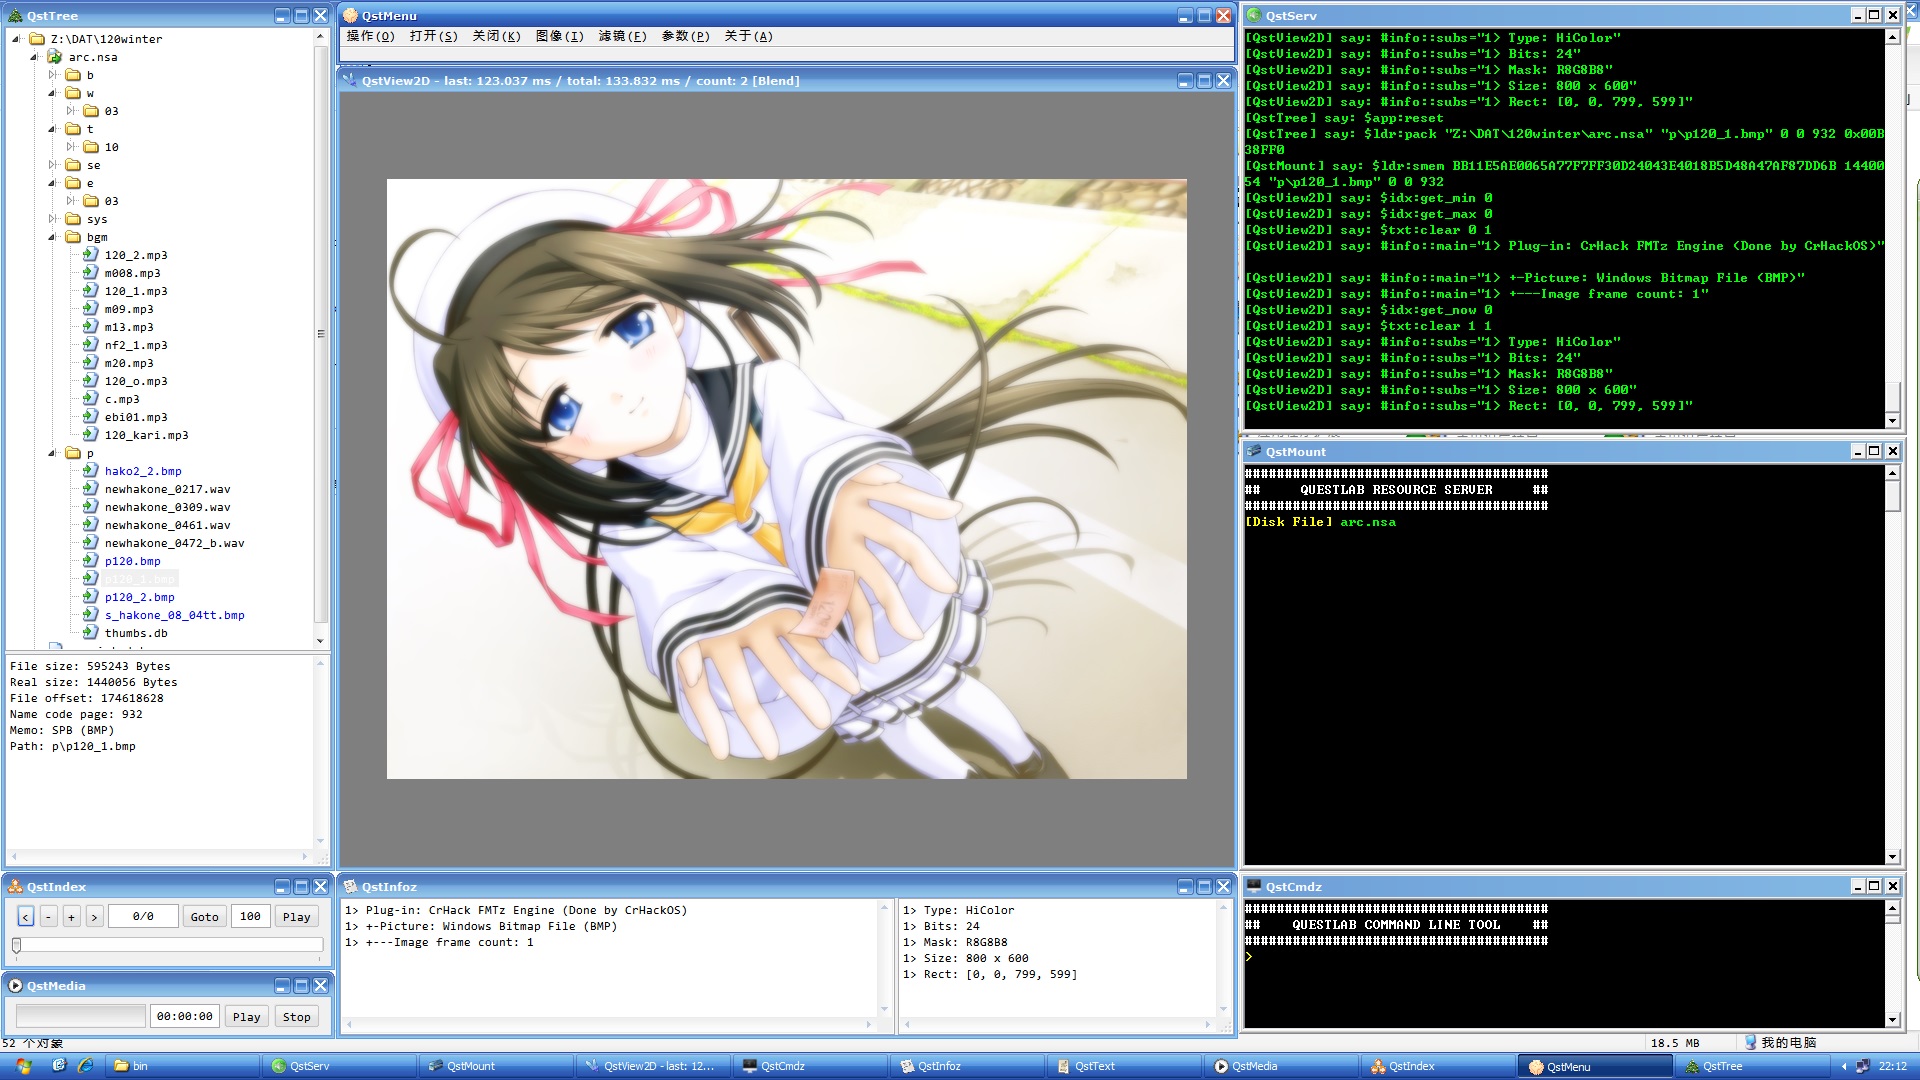 QstTree
Z:\DAT\120winter
arc.nsa
b
w
03
t
10
se
e
03
sys
bgm
120_2.mp3
m008.mp3
120_1.mp3
m09.mp3
m13.mp3
nf2_1.mp3
m20.mp3
120_o.mp3
c.mp3
ebi01.mp3
120_kari.mp3
p
hako2_2.bmp
newhakone_0217.wav
newhakone_0309.wav
newhakone_0461.wav
newhakone_0472_b.wav
p120.bmp
p120_1.bmp
p120_2.bmp
s_hakone_08_04tt.bmp
thumbs.db
File size: 595243 Bytes
Real size: 1440056 Bytes
File offset: 174618628
Name code page: 932
Memo: SPB (BMP)
Path: p\p120_1.bmp
QstIndex
< - + > 0/0 Goto 100 Play
QstMedia
00:00:00 Play Stop
52 个对象
QstMenu
操作(O) 打开(S) 关闭(K) 图像(I) 滤镜(F) 参数(P) 关于(A)
QstView2D - last: 123.037 ms / total: 133.832 ms / count: 2 [Blend]
QstInfoz
1> Plug-in: CrHack FMTz Engine (Done by CrHackOS)
1> +-Picture: Windows Bitmap File (BMP)
1> +---Image frame count: 1
1> Type: HiColor
1> Bits: 24
1> Mask: R8G8B8
1> Size: 800 x 600
1> Rect: [0, 0, 799, 599]
QstServ
[QstView2D] say: #info::subs="1> Type: HiColor"
[QstView2D] say: #info::subs="1> Bits: 24"
[QstView2D] say: #info::subs="1> Mask: R8G8B8"
[QstView2D] say: #info::subs="1> Size: 800 x 600"
[QstView2D] say: #info::subs="1> Rect: [0, 0, 799, 599]"
[QstTree] say: $app:reset
[QstTree] say: $ldr:pack "Z:\DAT\120winter\arc.nsa" "p\p120_1.bmp" 0 0 932 0x00B
38FF0
[QstMount] say: $ldr:smem BB11E5AE0065A77F7FF30D24043E4018B5D48A47AF87DD6B 14400
54 "p\p120_1.bmp" 0 0 932
[QstView2D] say: $idx:get_min 0
[QstView2D] say: $idx:get_max 0
[QstView2D] say: $txt:clear 0 1
[QstView2D] say: #info::main="1> Plug-in: CrHack FMTz Engine (Done by CrHackOS)"
[QstView2D] say: #info::main="1> +-Picture: Windows Bitmap File (BMP)"
[QstView2D] say: #info::main="1> +---Image frame count: 1"
[QstView2D] say: $idx:get_now 0
[QstView2D] say: $txt:clear 1 1
[QstView2D] say: #info::subs="1> Type: HiColor"
[QstView2D] say: #info::subs="1> Bits: 24"
[QstView2D] say: #info::subs="1> Mask: R8G8B8"
[QstView2D] say: #info::subs="1> Size: 800 x 600"
[QstView2D] say: #info::subs="1> Rect: [0, 0, 799, 599]"
QstMount
######################################
## QUESTLAB RESOURCE SERVER ##
######################################
[Disk File] arc.nsa
QstCmdz
######################################
## QUESTLAB COMMAND LINE TOOL ##
######################################
>
18.5 MB 我的电脑
bin QstServ QstMount QstView2D - last: 12... QstCmdz QstInfoz QstText QstMedia QstIndex QstMenu QstTree 22:12